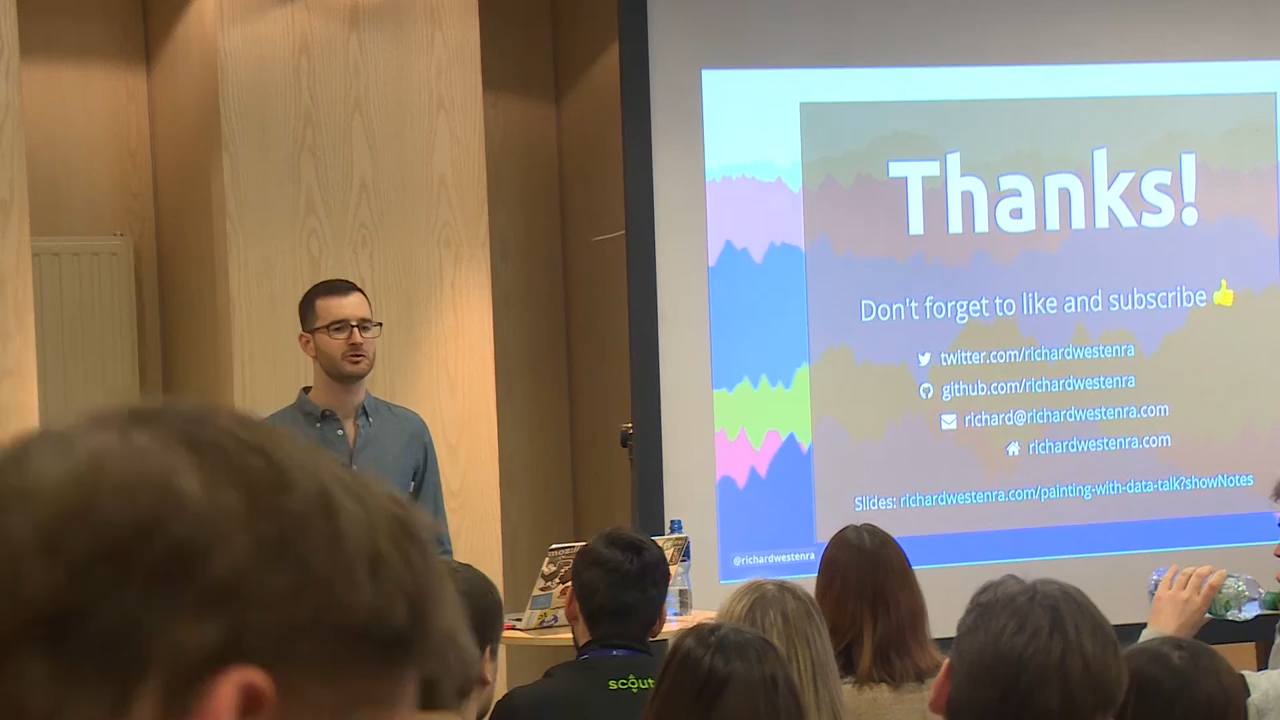 Thanks!
Don't forget to like and subscribe 👍
twitter.com/richardwestenra
github.com/richardwestenra
richard@richardwestenra.com
richardwestenra.com
Slides: richardwestenra.com/painting-with-data-talk?showNotes
@richardwestenra
scout